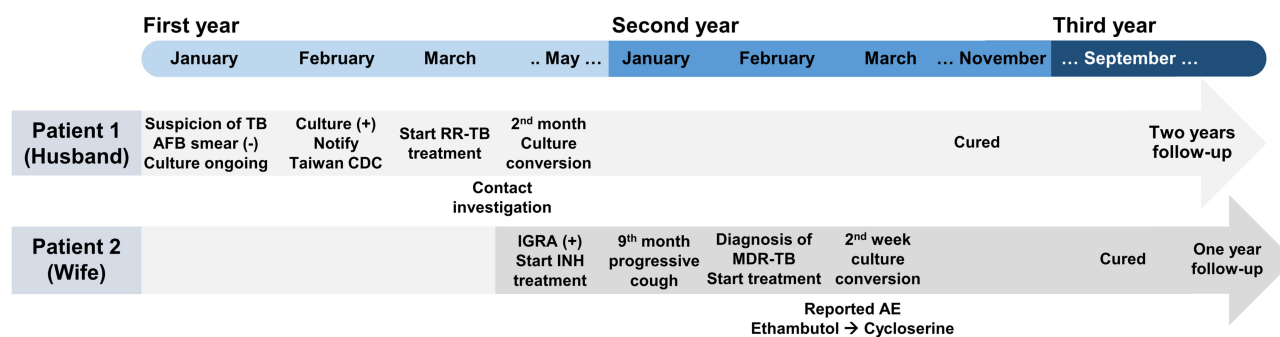 First year
Second year
Third year
January
February
March
.. May …
January
February
March
… November
… September …
Patient 1
(Husband)
Suspicion of TB
AFB smear (-)
Culture ongoing
Culture (+)
Notify
Taiwan CDC
Start RR-TB
treatment
2nd month
Culture
conversion
Cured
Two years
follow-up
Contact
investigation
Patient 2
(Wife)
IGRA (+)
Start INH
treatment
9th month
progressive
cough
Diagnosis of
MDR-TB
Start treatment
2nd week
culture
conversion
Cured
One year
follow-up
Reported AE
Ethambutol → Cycloserine